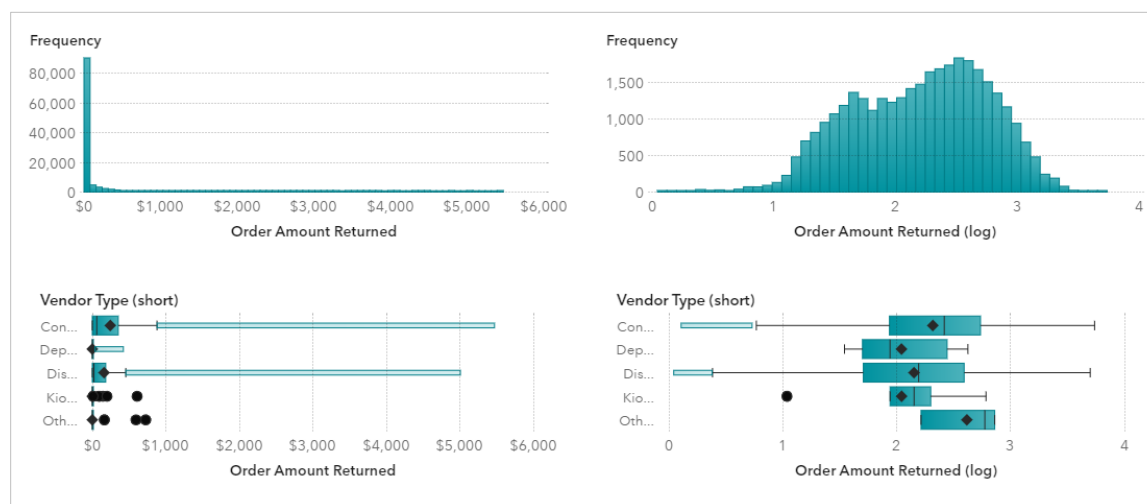 Frequency
80,000
60,000
40,000
20,000
0
$0 $1,000 $2,000 $3,000 $4,000 $5,000 $6,000
Order Amount Returned
Frequency
1,500
1,000
500
0
0 1 2 3 4
Order Amount Returned (log)
Vendor Type (short)
Con...
Dep...
Dis...
Kio...
Oth...
$0 $1,000 $2,000 $3,000 $4,000 $5,000 $6,000
Order Amount Returned
Vendor Type (short)
Con...
Dep...
Dis...
Kio...
Oth...
0 1 2 3 4
Order Amount Returned (log)